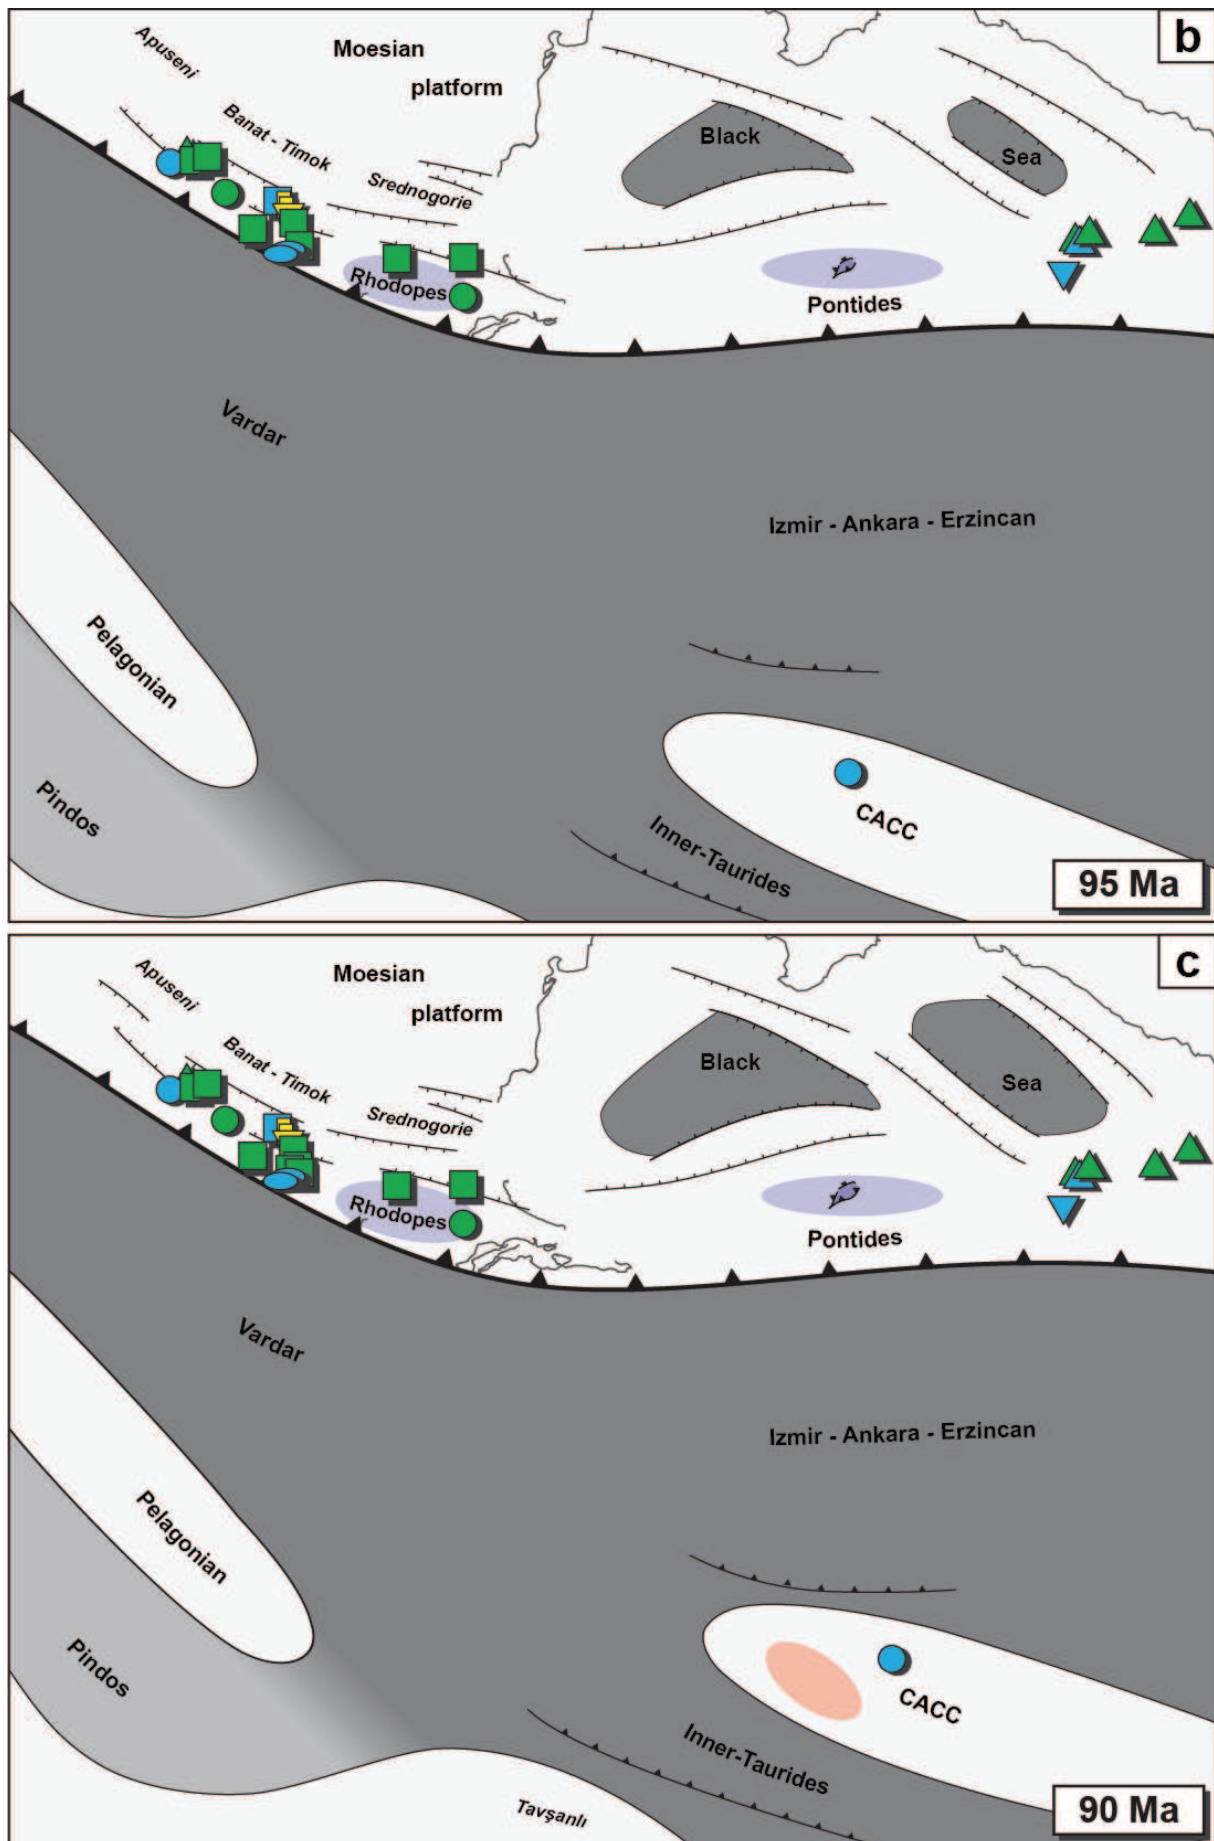 b
Apuseni
Moesian
platform
Banat - Timok
Black
Sea
Srednogorie
Rhodopes
Pontides
Vardar
Izmir - Ankara - Erzincan
Pelagonian
Pindos
CACC
Inner-Taurides
95 Ma
c
Apuseni
Moesian
platform
Banat - Timok
Black
Sea
Srednogorie
Rhodopes
Pontides
Vardar
Izmir - Ankara - Erzincan
Pelagonian
Pindos
CACC
Inner-Taurides
Tavşanlı
90 Ma